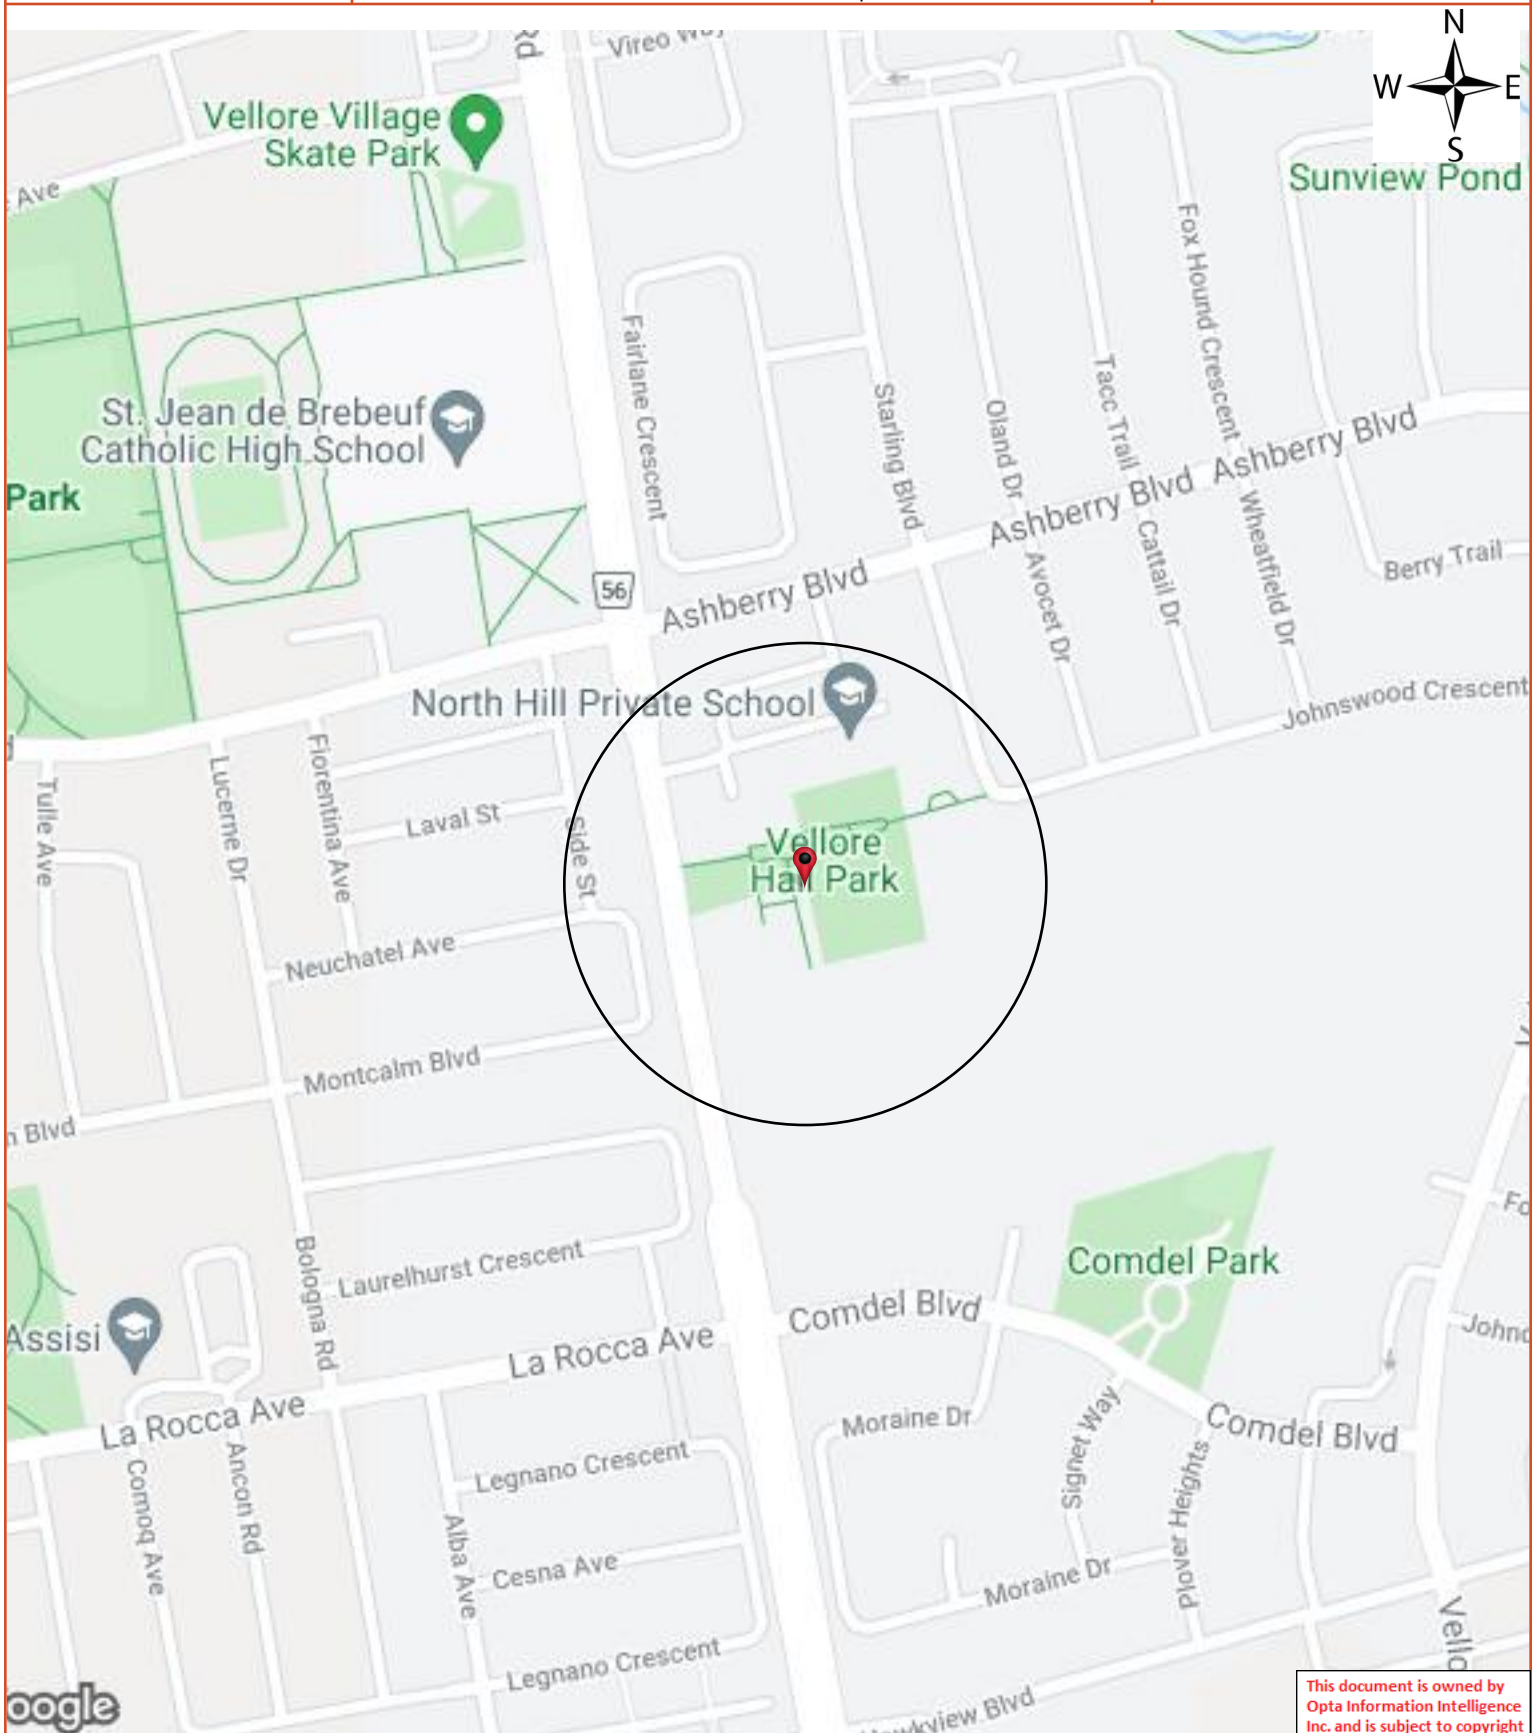 N
W E
S
Vireo Way
Vellore Village
Skate Park
Sunview Pond
Ave
Fox Hound Crescent
Fairlane Crescent
Starling Blvd
Oland Dr
Tacc Trail
St. Jean de Brebeuf
Catholic High School
Park
Ashberry Blvd
Ashberry Blvd
Ashberry Blvd
56
Avocet Dr
Cattail Dr
Wheatfield Dr
Berry Trail
North Hill Private School
Johnswood Crescent
Tulle Ave
Lucerne Dr
Fiorentina Ave
Laval St
Side St
Vellore
Hall Park
Neuchatel Ave
Montcalm Blvd
Blvd
Bologna Rd
Laurelhurst Crescent
Comdel Park
Assisi
La Rocca Ave
Comdel Blvd
La Rocca Ave
Moraine Dr
Signet Way
Comdel Blvd
Comoq Ave
Ancon Rd
Alba Ave
Legnano Crescent
Plover Heights
Cesna Ave
Moraine Dr
Legnano Crescent
Vello
wkview Blvd
oogle
This document is owned by
Opta Information Intelligence
Inc. and is subject to copyright